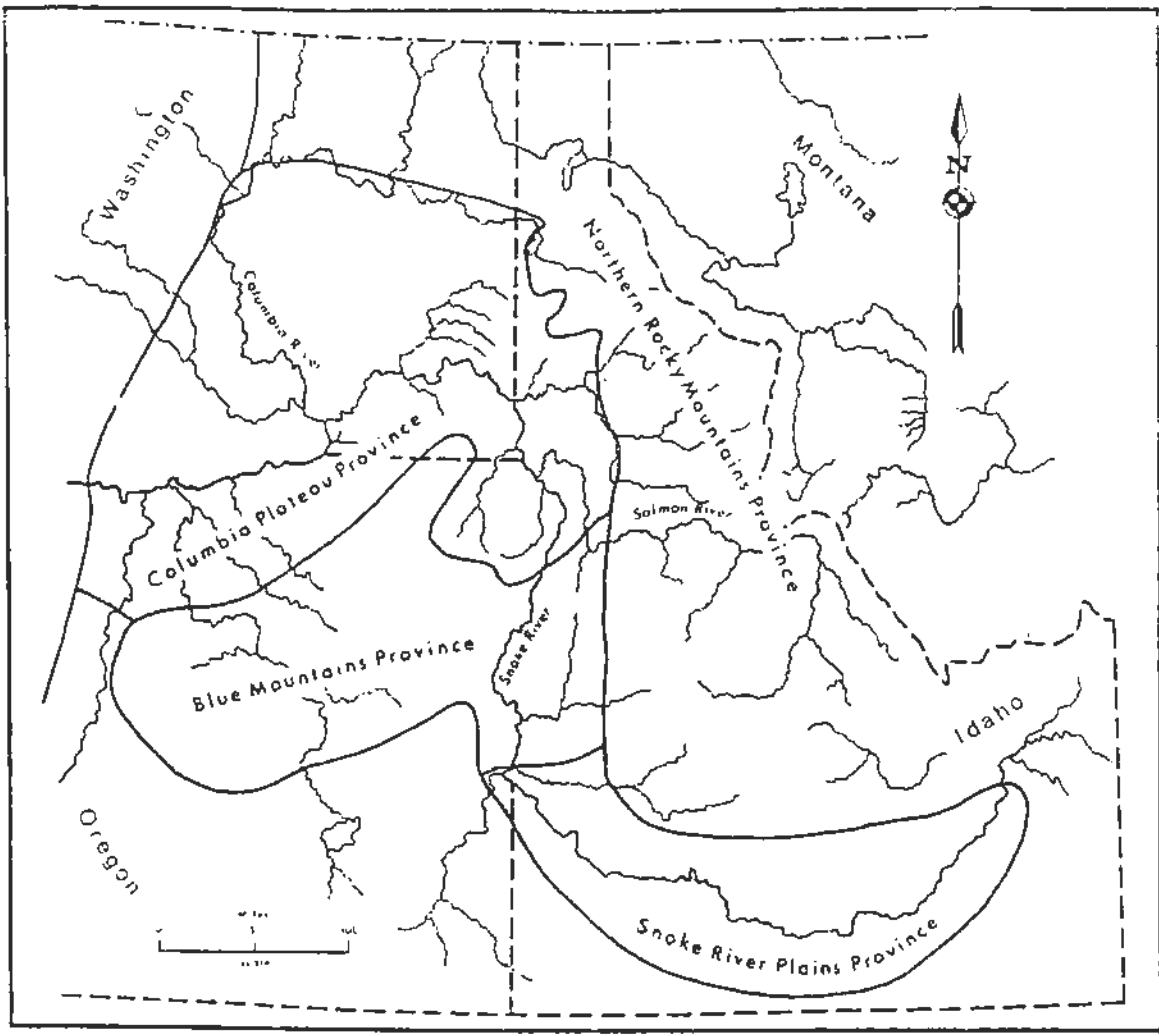 Washington
Montana
N
Northern Rocky Mountains Province
Columbia River
Columbia Plateau Province
Salmon River
Snake River
Blue Mountains Province
Idaho
Oregon
Snake River Plains Province